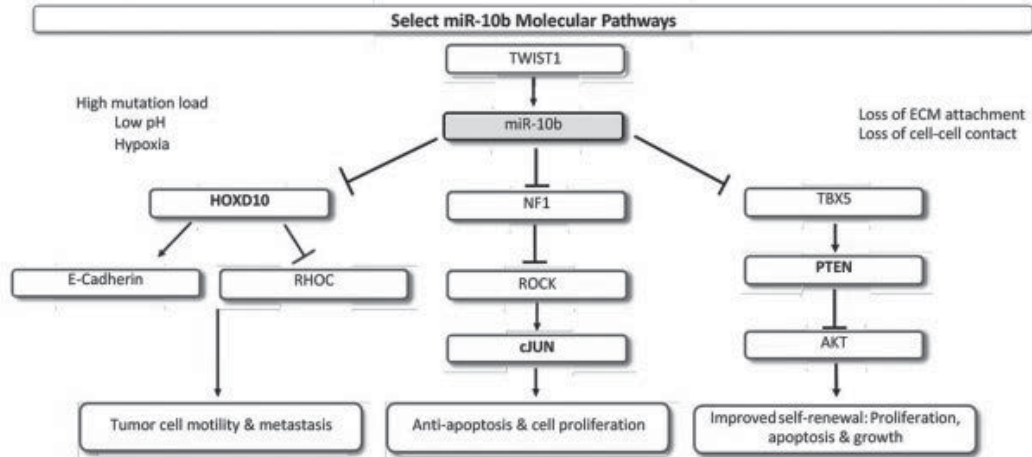 Select miR-10b Molecular Pathways
TWIST1
High mutation load
Low pH
Hypoxia
miR-10b
Loss of ECM attachment
Loss of cell-cell contact
HOXD10
NF1
TBX5
E-Cadherin
RHOC
ROCK
PTEN
cJUN
AKT
Tumor cell motility & metastasis
Anti-apoptosis & cell proliferation
Improved self-renewal: Proliferation,
apoptosis & growth